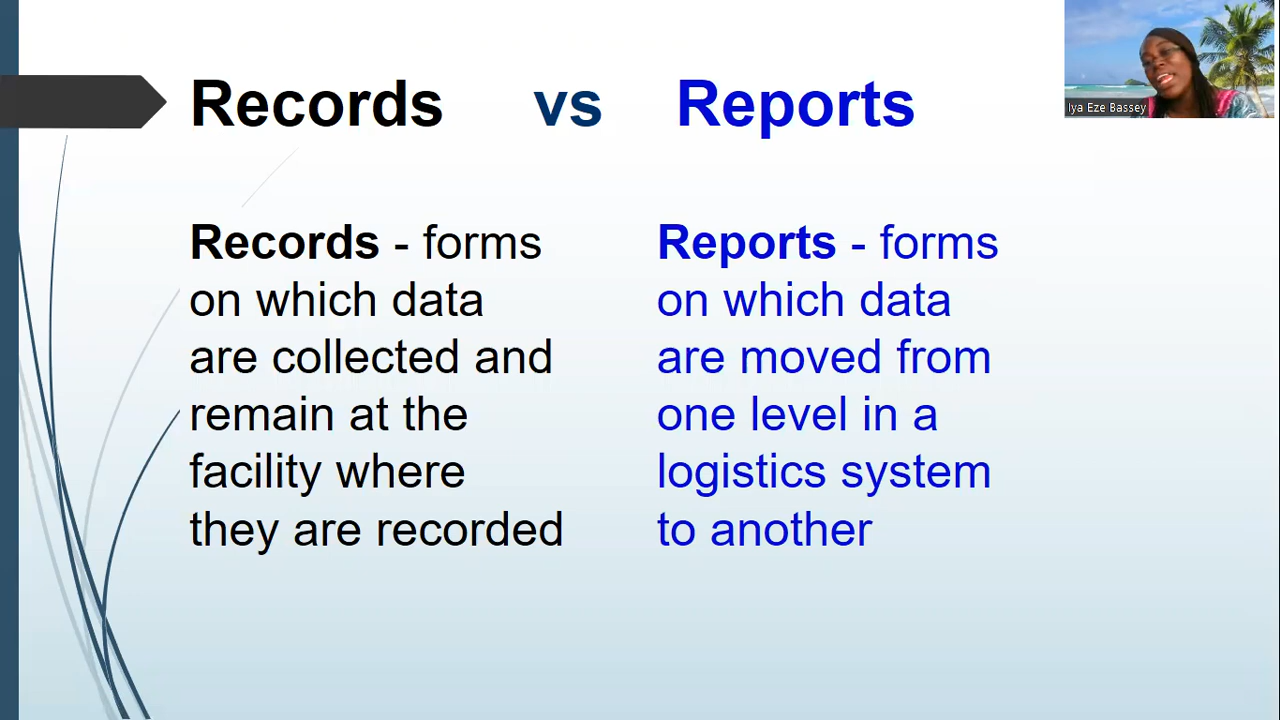 Records vs Reports
Iya Eze Bassey
Records - forms
on which data
are collected and
remain at the
facility where
they are recorded
Reports - forms
on which data
are moved from
one level in a
logistics system
to another